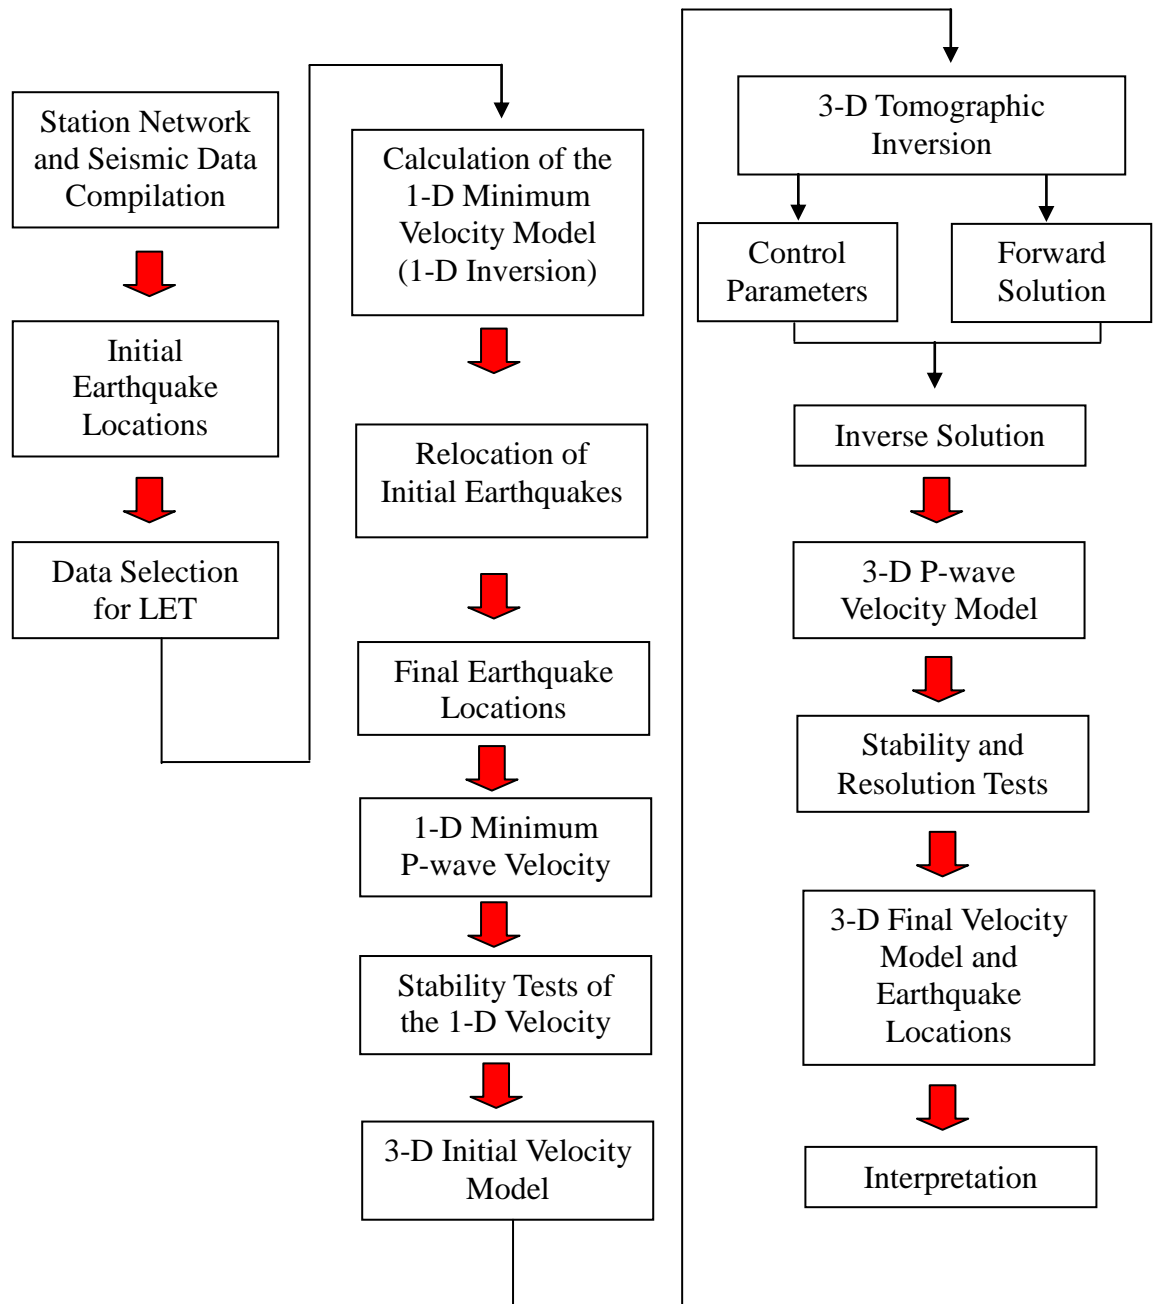 Station Network
and Seismic Data
Compilation
Initial
Earthquake
Locations
Data Selection
for LET
Calculation of the
1-D Minimum
Velocity Model
(1-D Inversion)
Relocation of
Initial Earthquakes
Final Earthquake
Locations
1-D Minimum
P-wave Velocity
Stability Tests of
the 1-D Velocity
3-D Initial Velocity
Model
3-D Tomographic
Inversion
Control
Parameters
Forward
Solution
Inverse Solution
3-D P-wave
Velocity Model
Stability and
Resolution Tests
3-D Final Velocity
Model and
Earthquake
Locations
Interpretation